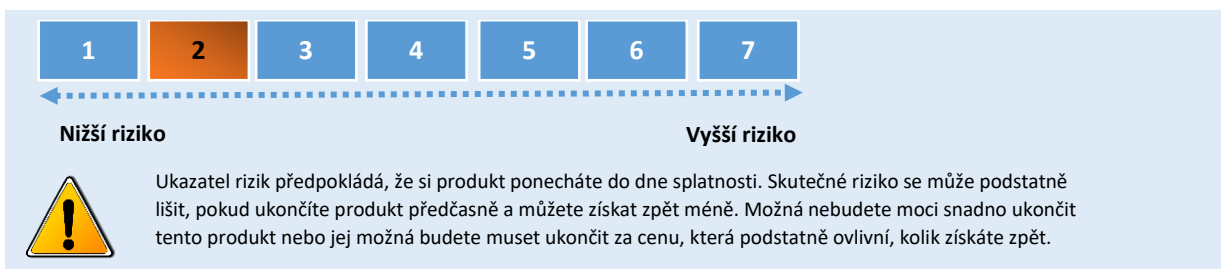 1 2 3 4 5 6 7
Nižší riziko Vyšší riziko
Ukazatel rizik předpokládá, že si produkt ponecháte do dne splatnosti. Skutečné riziko se může podstatně
lišit, pokud ukončíte produkt předčasně a můžete získat zpět méně. Možná nebudete moci snadno ukončit
tento produkt nebo jej možná budete muset ukončit za cenu, která podstatně ovlivní, kolik získáte zpět.